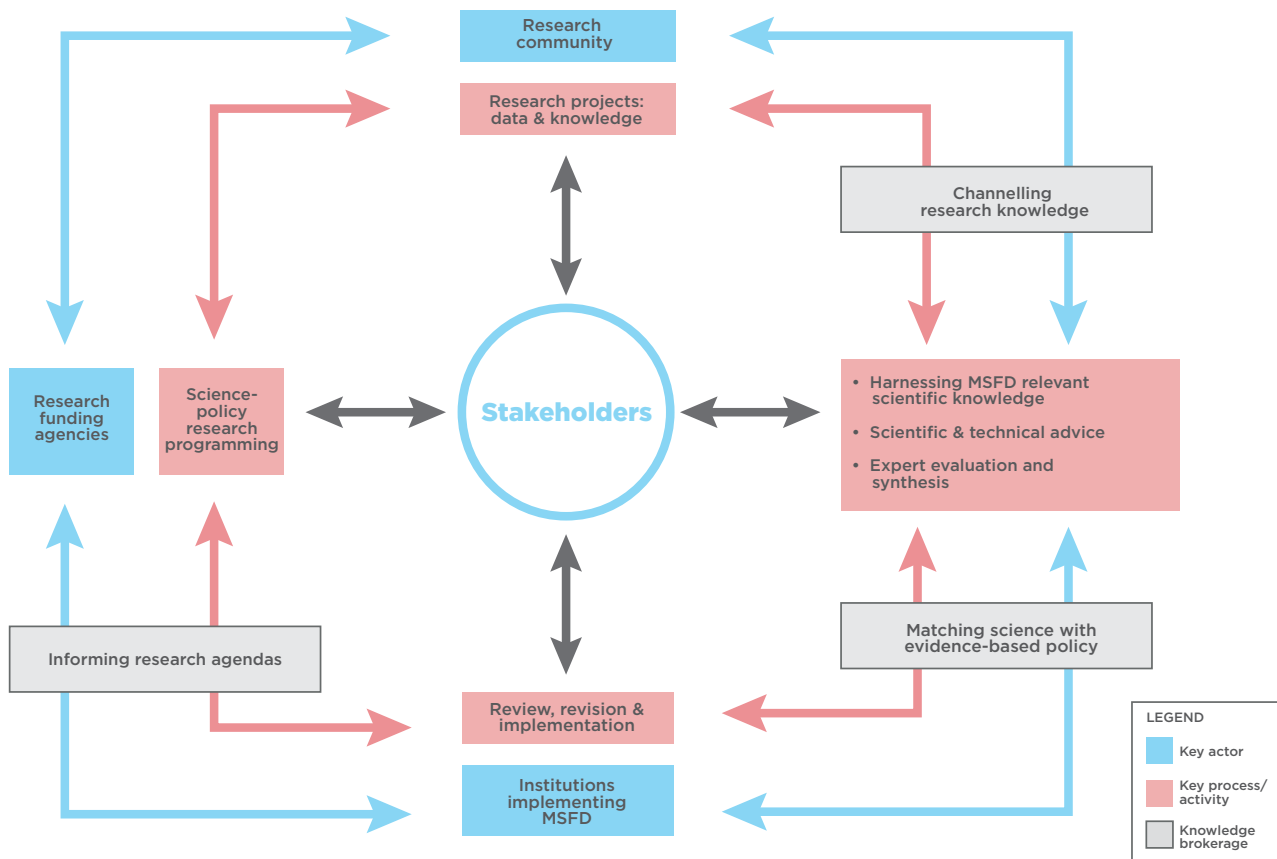 Research
community
Research projects:
data & knowledge
Channelling
research knowledge
Research
funding
agencies
Science-
policy
research
programming
Stakeholders
• Harnessing MSFD relevant
scientific knowledge
• Scientific & technical advice
• Expert evaluation and
synthesis
Informing research agendas
Matching science with
evidence-based policy
Review, revision &
implementation
Institutions
implementing
MSFD
LEGEND
Key actor
Key process/
activity
Knowledge
brokerage